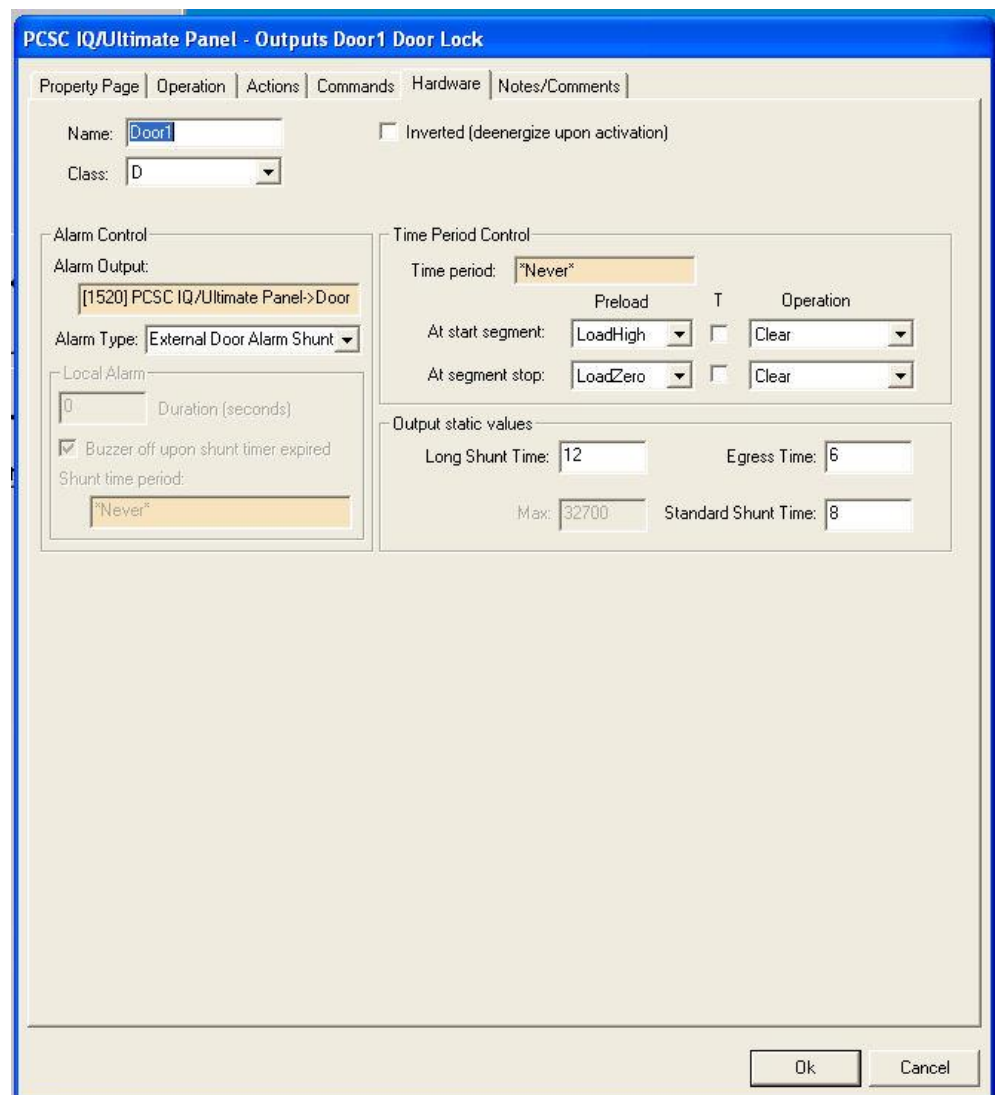 PCSC IQ/Ultimate Panel - Outputs Door1 Door Lock
Property Page Operation Actions Commands Hardware Notes/Comments
Name: Door1 Inverted (deenergize upon activation)
Class: D
Alarm Control
Alarm Output:
[1520] PCSC IQ/Ultimate Panel->Door
Alarm Type: External Door Alarm Shunt
Local Alarm
0 Duration (seconds)
Buzzer off upon shunt timer expired
Shunt time period:
*Never*
Time Period Control
Time period: *Never*
Preload T Operation
At start segment: LoadHigh Clear
At segment stop: LoadZero Clear
Output static values
Long Shunt Time: 12 Egress Time: 6
Max: 32700 Standard Shunt Time: 8
Ok Cancel